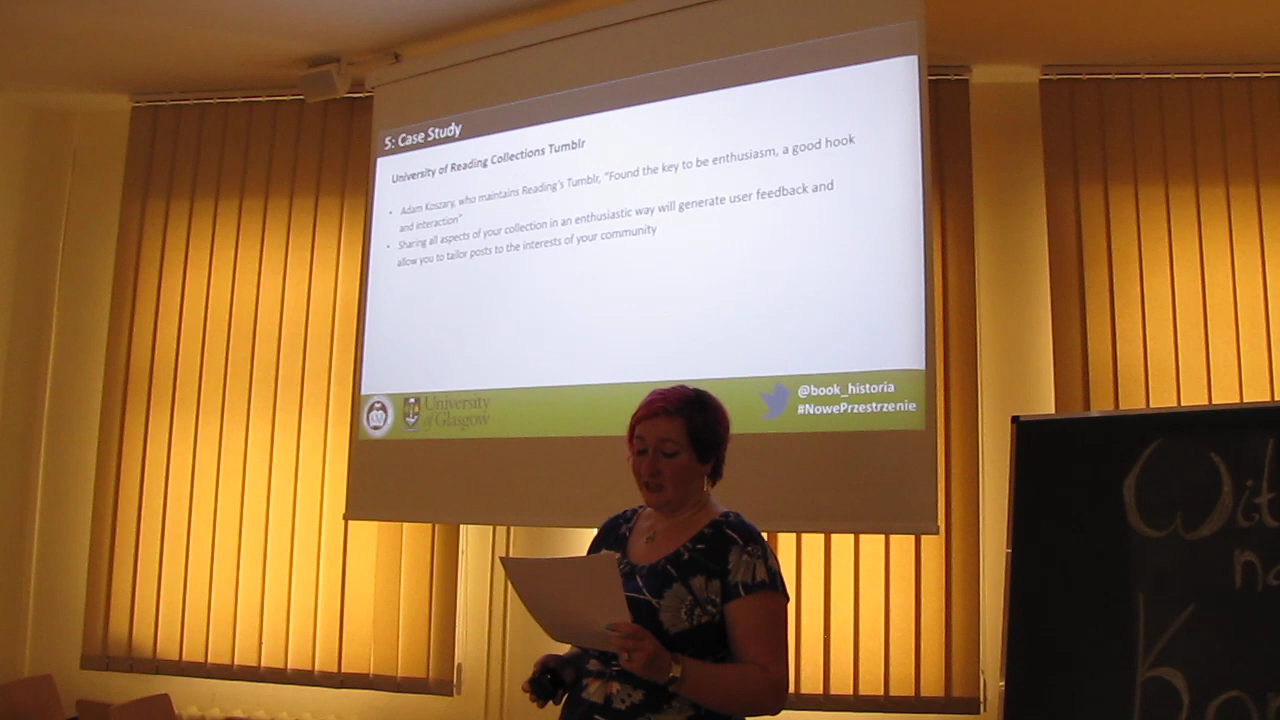 5: Case Study
University of Reading Collections Tumblr
• Adam Koszary, who maintains Reading's Tumblr, "Found the key to be enthusiasm, a good hook
and interaction"
• Sharing all aspects of your collection in an enthusiastic way will generate user feedback and
allow you to tailor posts to the interests of your community
University
of Glasgow
@book_historia
#NowePrzestrzenie